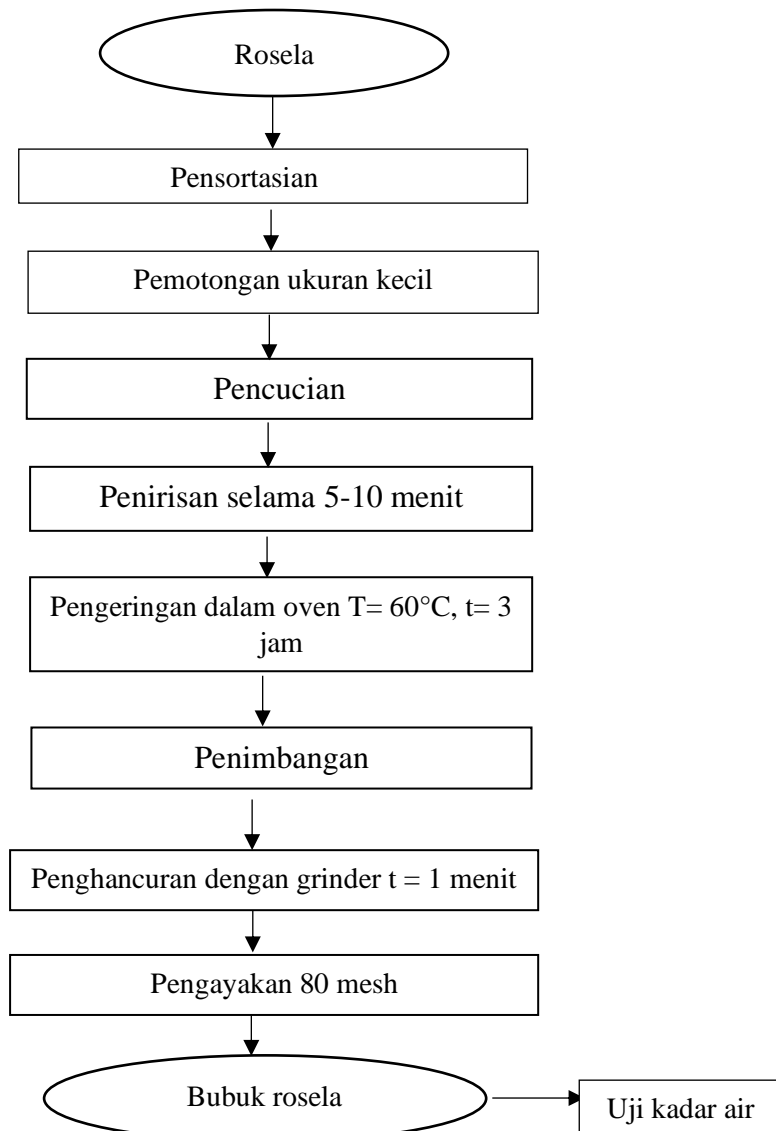 Rosela
Pensortasian
Pemotongan ukuran kecil
Pencucian
Penirisan selama 5-10 menit
Pengeringan dalam oven T= 60°C, t= 3
jam
Penimbangan
Penghancuran dengan grinder t = 1 menit
Pengayakan 80 mesh
Bubuk rosela
Uji kadar air